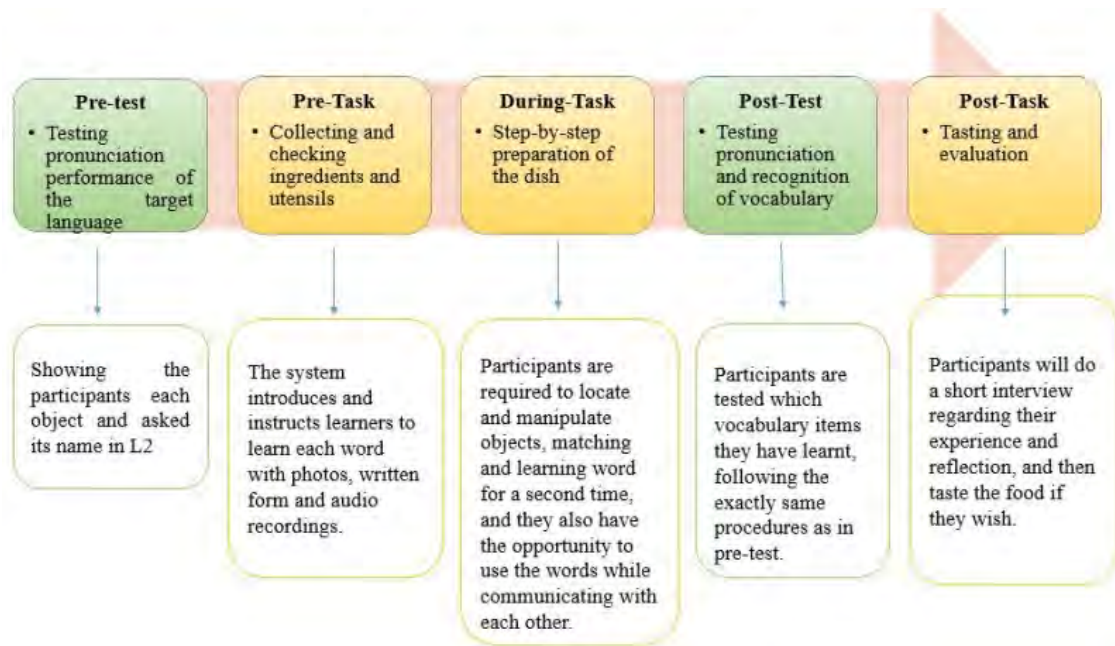 Pre-test
• Testing
pronunciation
performance of
the target
language
Pre-Task
• Collecting and
checking
ingredients and
utensils
During-Task
• Step-by-step
preparation of
the dish
Post-Test
• Testing
pronunciation
and recognition
of vocabulary
Post-Task
• Tasting and
evaluation
Showing the
participants each
object and asked
its name in L2
The system
introduces and
instructs learners to
learn each word
with photos, written
form and audio
recordings.
Participants are
required to locate
and manipulate
objects, matching
and learning word
for a second time,
and they also have
the opportunity to
use the words while
communicating with
each other.
Participants are
tested which
vocabulary items
they have learnt,
following the
exactly same
procedures as in
pre-test.
Participants will do
a short interview
regarding their
experience and
reflection, and then
taste the food if
they wish.